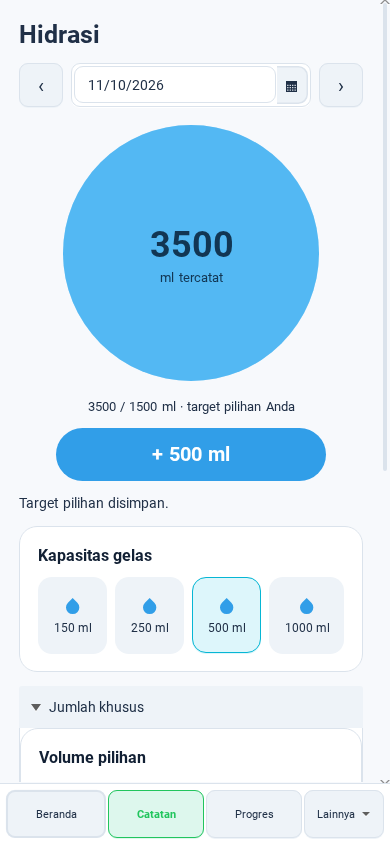 Hidrasi
‹
11/10/2026
›
3500
ml tercatat
3500 / 1500 ml · target pilihan Anda
+ 500 ml
Target pilihan disimpan.
Kapasitas gelas
150 ml 250 ml 500 ml 1000 ml
Jumlah khusus
Volume pilihan
Beranda Catatan Progres Lainnya